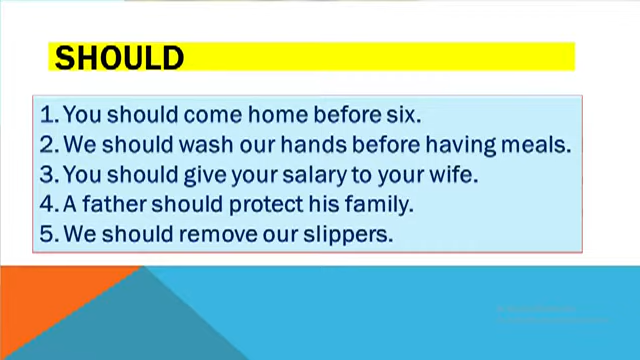 SHOULD
1. You should come home before six.
2. We should wash our hands before having meals.
3. You should give your salary to your wife.
4. A father should protect his family.
5. We should remove our slippers.